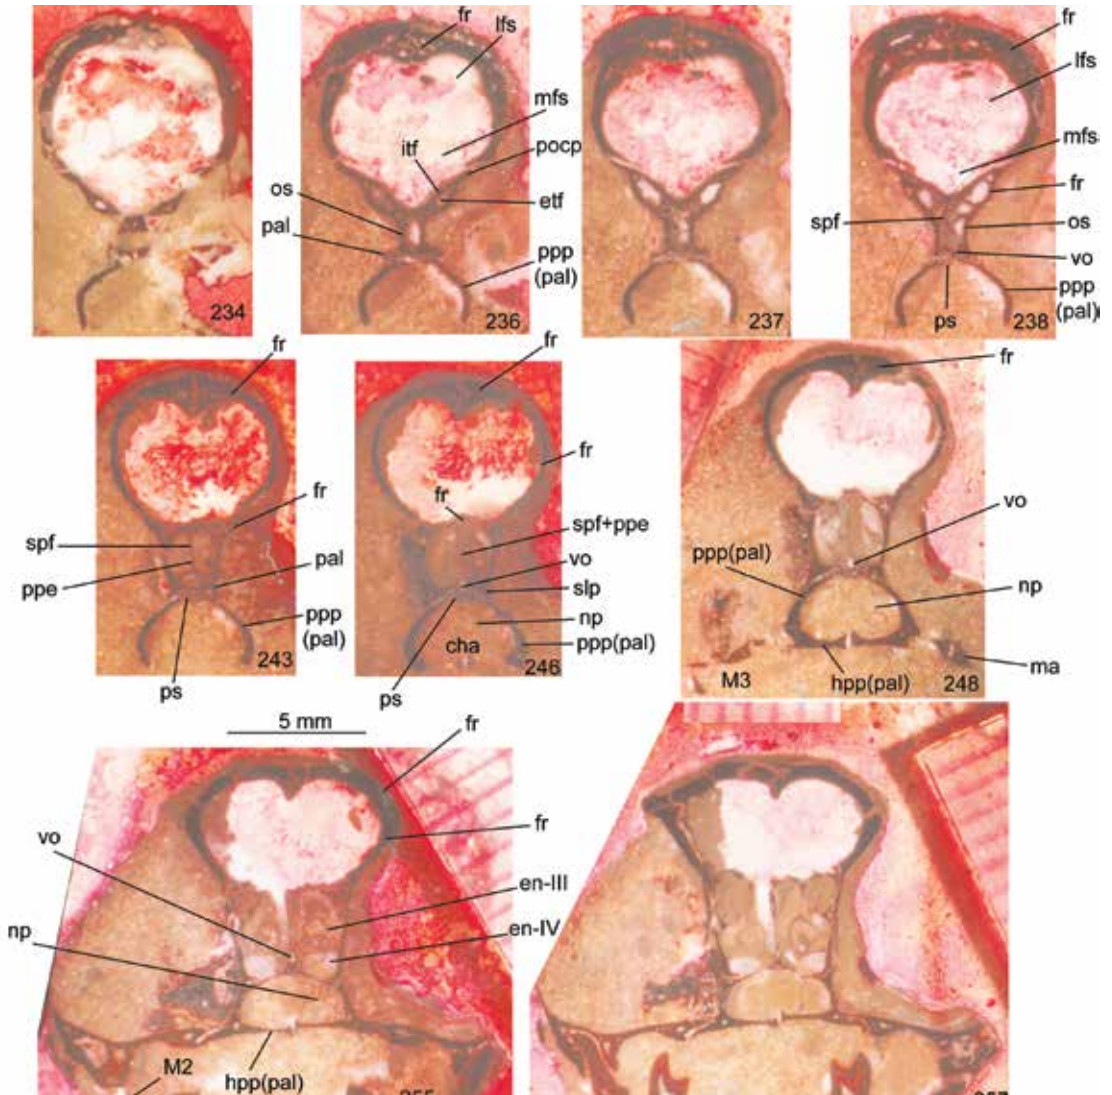 fr
lfs
mfs
itf
pocp
os
etf
pal
ppp
(pal)
234
236
237
fr
lfs
mfs
fr
spf
os
vo
ppp
(pal)
ps
238
fr
fr
spf
pal
ppe
ppp
(pal)
243
ps
fr
fr
fr
spf+ppe
vo
slp
np
cha
ppp(pal)
246
ps
fr
vo
ppp(pal)
np
ma
M3
hpp(pal)
248
5 mm
fr
vo
fr
en-III
np
en-IV
M2
hpp(pal)
255
257